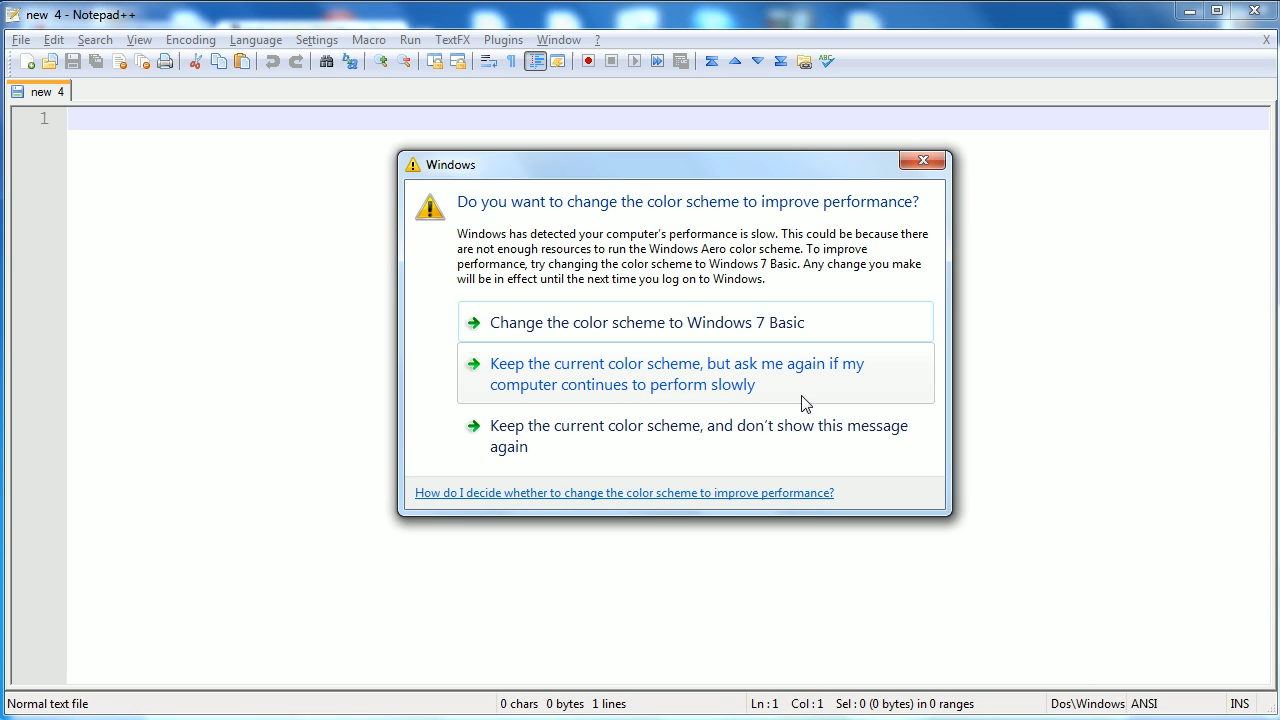 new 4 - Notepad++
File Edit Search View Encoding Language Settings Macro Run TextFX Plugins Window ? X
ABC
new 4
1
Windows
Do you want to change the color scheme to improve performance?
Windows has detected your computer's performance is slow. This could be because there
are not enough resources to run the Windows Aero color scheme. To improve
performance, try changing the color scheme to Windows 7 Basic. Any change you make
will be in effect until the next time you log on to Windows.
Change the color scheme to Windows 7 Basic
Keep the current color scheme, but ask me again if my
computer continues to perform slowly
Keep the current color scheme, and don't show this message
again
How do I decide whether to change the color scheme to improve performance?
Normal text file 0 chars 0 bytes 1 lines Ln : 1 Col : 1 Sel : 0 (0 bytes) in 0 ranges Dos\Windows ANSI INS